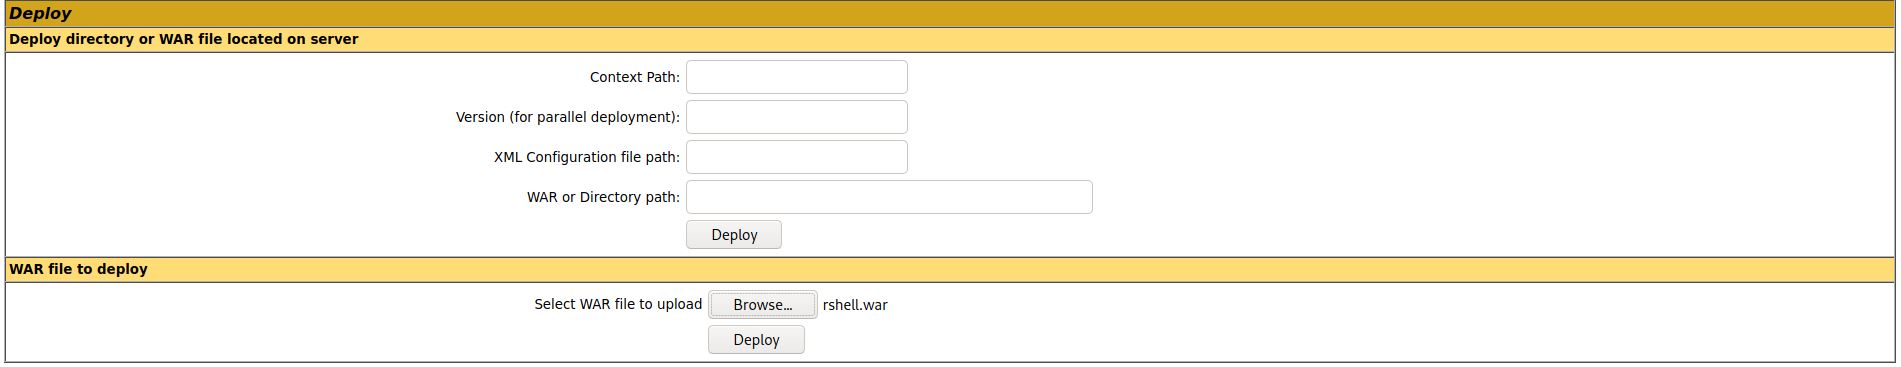 Deploy
Deploy directory or WAR file located on server
Context Path:
Version (for parallel deployment):
XML Configuration file path:
WAR or Directory path:
Deploy
WAR file to deploy
Select WAR file to upload Browse... rshell.war
Deploy